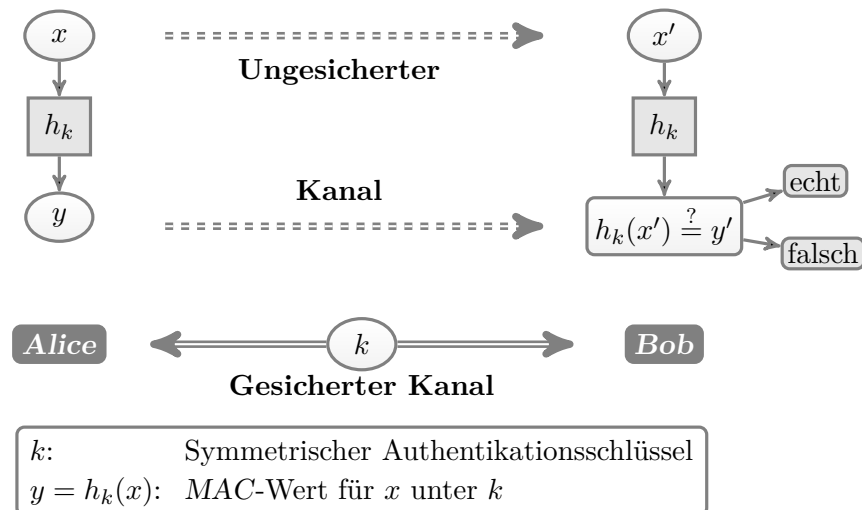 x x′
Ungesicherter
h_k h_k
Kanal echt
y h_k(x′) ≟ y′
falsch
Alice k Bob
Gesicherter Kanal
k: Symmetrischer Authentikationsschlüssel
y = h_k(x): MAC-Wert für x unter k